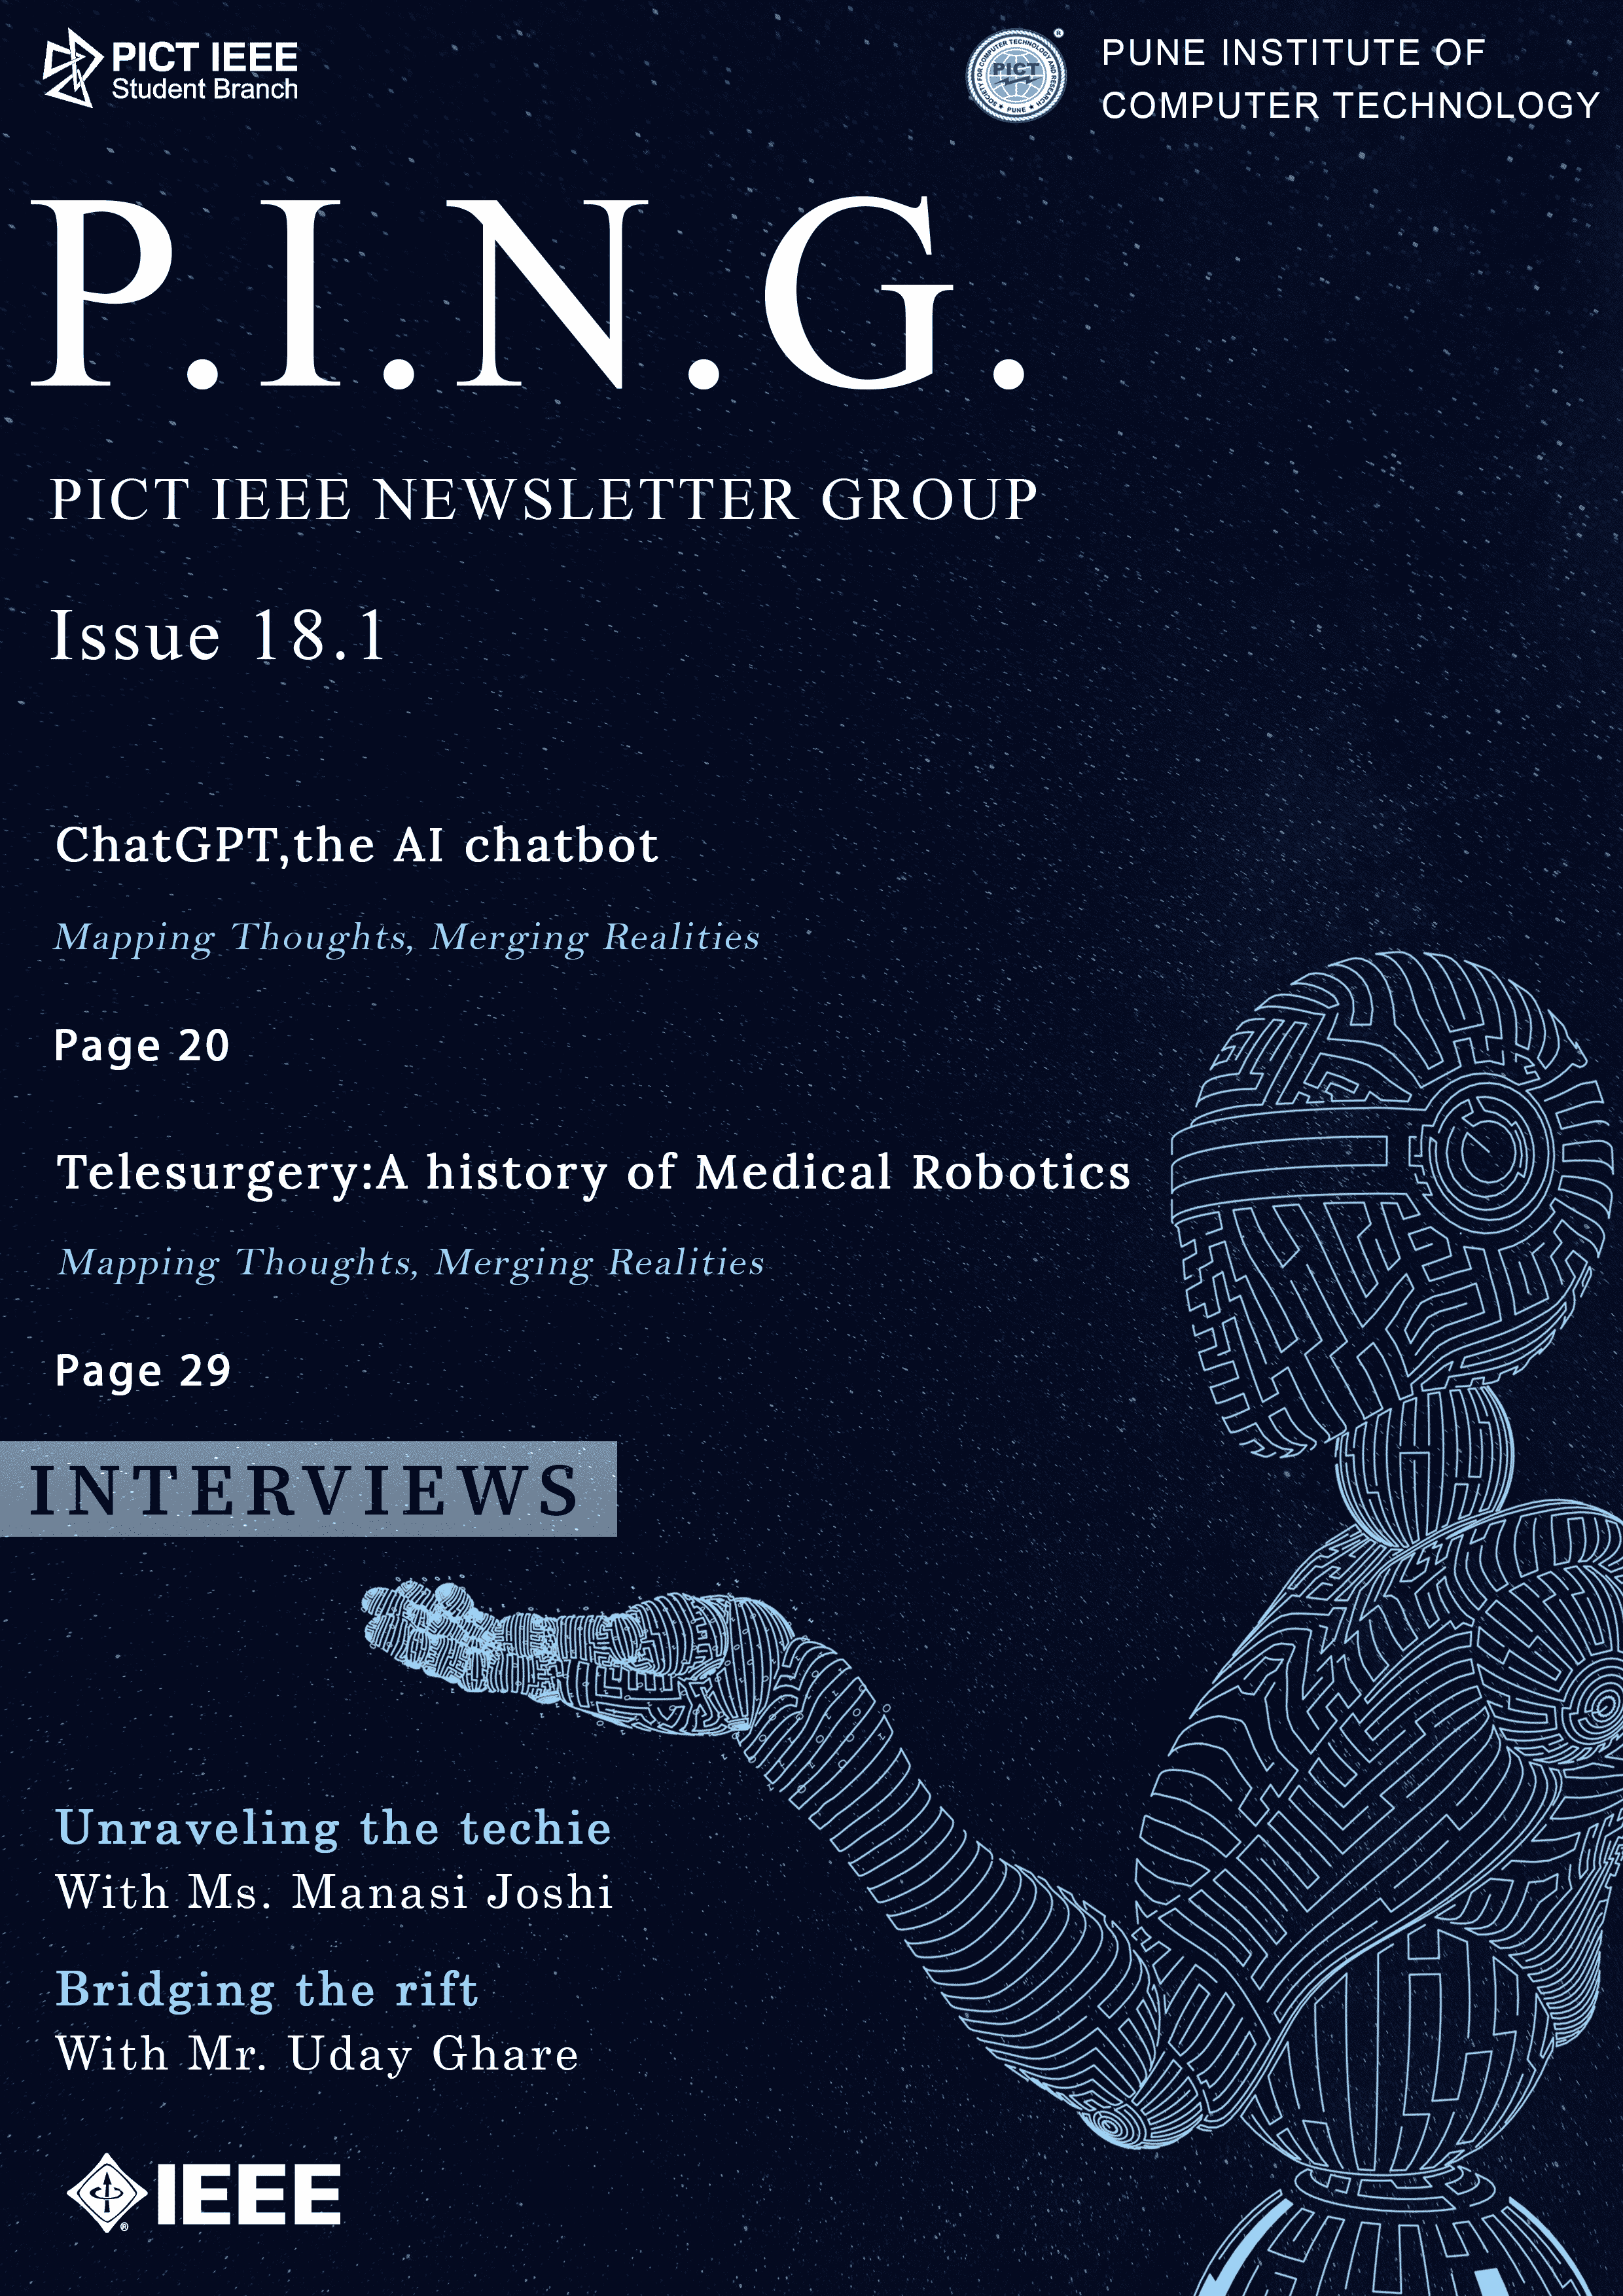 PICT IEEE
Student Branch
SOCIETY FOR COMPUTER TECHNOLOGY AND RESEARCH
PICT
★ PUNE ★
®
PUNE INSTITUTE OF
COMPUTER TECHNOLOGY
P.I.N.G.
PICT IEEE NEWSLETTER GROUP
Issue 18.1
ChatGPT,the AI chatbot
Mapping Thoughts, Merging Realities
Page 20
Telesurgery:A history of Medical Robotics
Mapping Thoughts, Merging Realities
Page 29
INTERVIEWS
Unraveling the techie
With Ms. Manasi Joshi
Bridging the rift
With Mr. Uday Ghare
IEEE
®